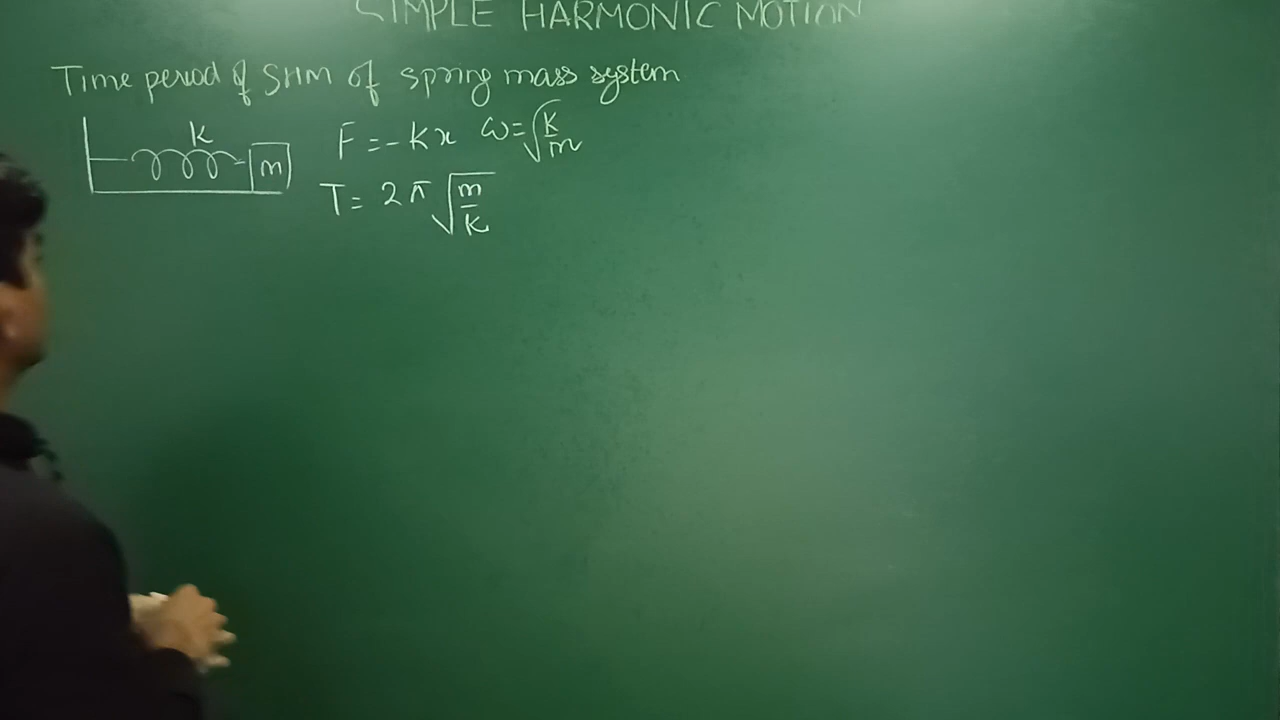 SIMPLE HARMONIC MOTION
Time period of SHM of spring mass system
K
m
F = -Kx ω = √(K/m)
T = 2π √(m/K)